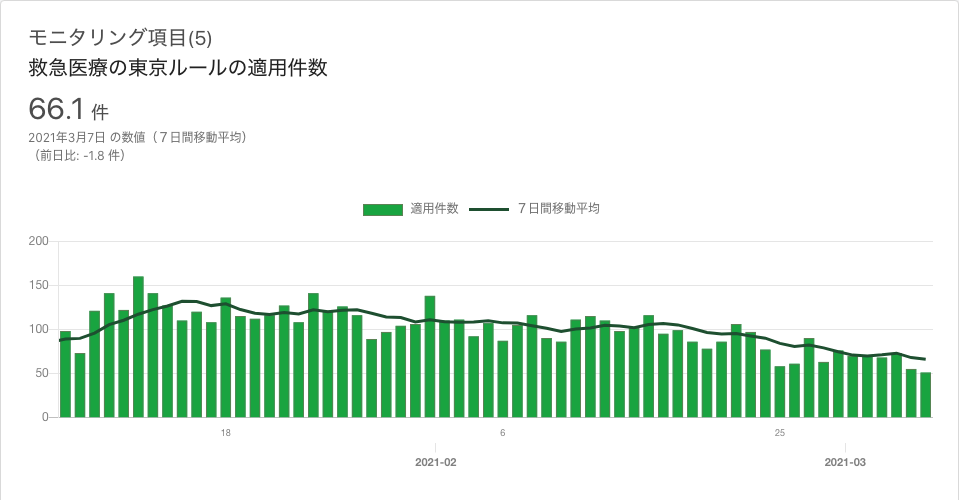 モニタリング項目(5)
救急医療の東京ルールの適用件数
66.1 件
2021年3月7日 の数値（７日間移動平均）
（前日比: -1.8 件）
適用件数 ７日間移動平均
200
150
100
50
0
18 6 25
2021-02 2021-03